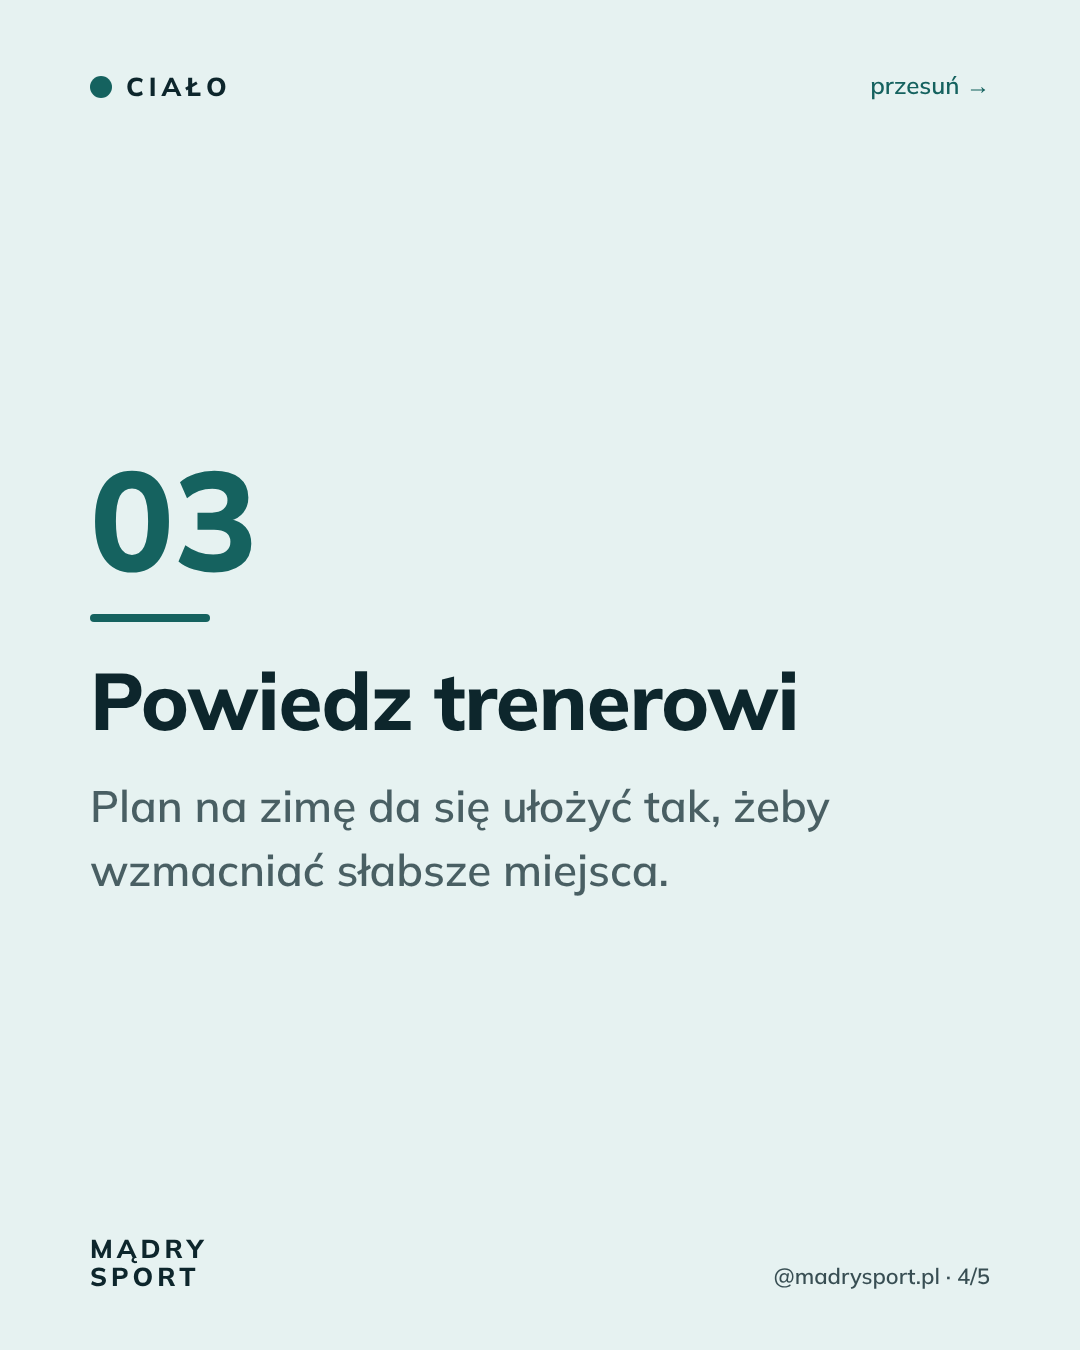 CIAŁO
przesuń →
03
Powiedz trenerowi
Plan na zimę da się ułożyć tak, żeby
wzmacniać słabsze miejsca.
MĄDRY
SPORT
@madrysport.pl · 4/5